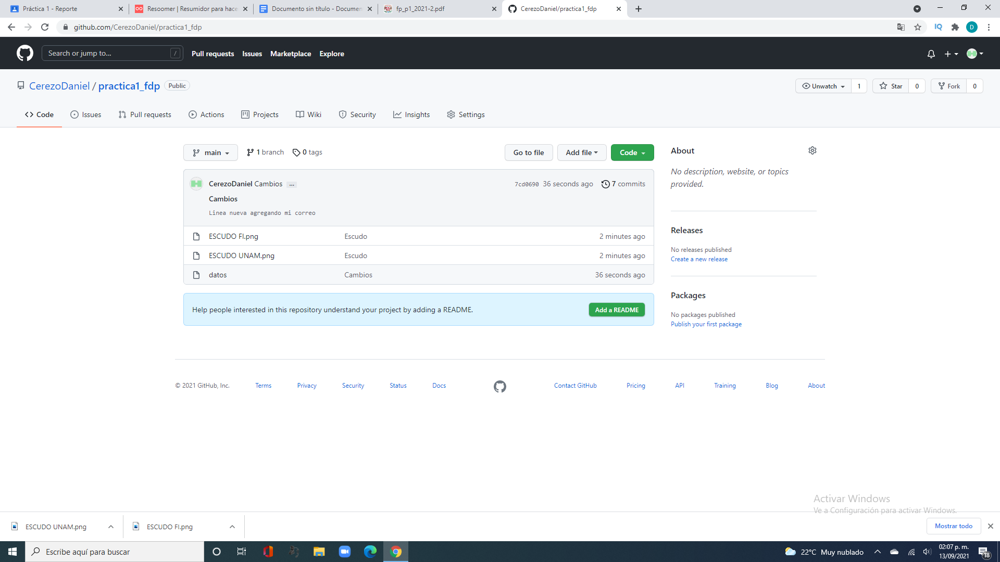 Práctica 1 - Reporte
Resoomer | Resumidor para hace
Documento sin título - Documen
fp_p1_2021-2.pdf
CerezoDaniel/practica1_fdp
github.com/CerezoDaniel/practica1_fdp
IQ
D
Search or jump to...
/
Pull requests
Issues
Marketplace
Explore
CerezoDaniel / practica1_fdp
Public
Unwatch
1
Star
0
Fork
0
Code
Issues
Pull requests
Actions
Projects
Wiki
Security
Insights
Settings
main
1 branch
0 tags
Go to file
Add file
Code
CerezoDaniel Cambios ...
7cd0690 36 seconds ago
7 commits
Cambios
Linea nueva agregando mi correo
ESCUDO FI.png
Escudo
2 minutes ago
ESCUDO UNAM.png
Escudo
2 minutes ago
datos
Cambios
36 seconds ago
Help people interested in this repository understand your project by adding a README.
Add a README
About
No description, website, or topics
provided.
Releases
No releases published
Create a new release
Packages
No packages published
Publish your first package
© 2021 GitHub, Inc.
Terms
Privacy
Security
Status
Docs
Contact GitHub
Pricing
API
Training
Blog
About
Activar Windows
Ve a Configuración para activar Windows.
ESCUDO UNAM.png
ESCUDO FI.png
Mostrar todo
Escribe aquí para buscar
22°C Muy nublado
02:07 p. m.
13/09/2021
18